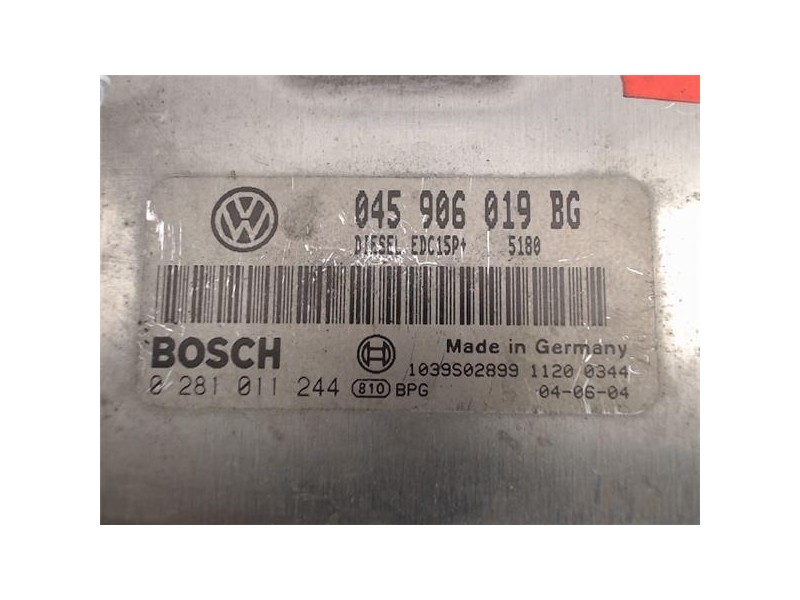 VW 045 906 019 BG
DIESEL EDC15P+ 5180
BOSCH Made in Germany
1039S02899 1120 0344
0 281 011 244 810 BPG 04-06-04